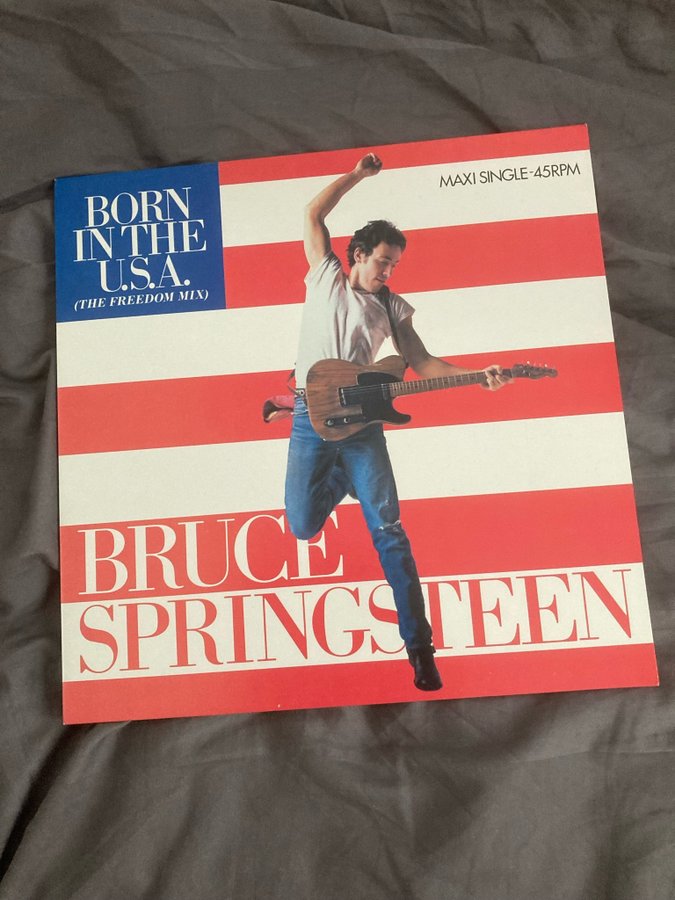 BORN
IN THE
U.S.A.
(THE FREEDOM MIX)
MAXI SINGLE-45RPM
BRUCE
SPRINGSTEEN